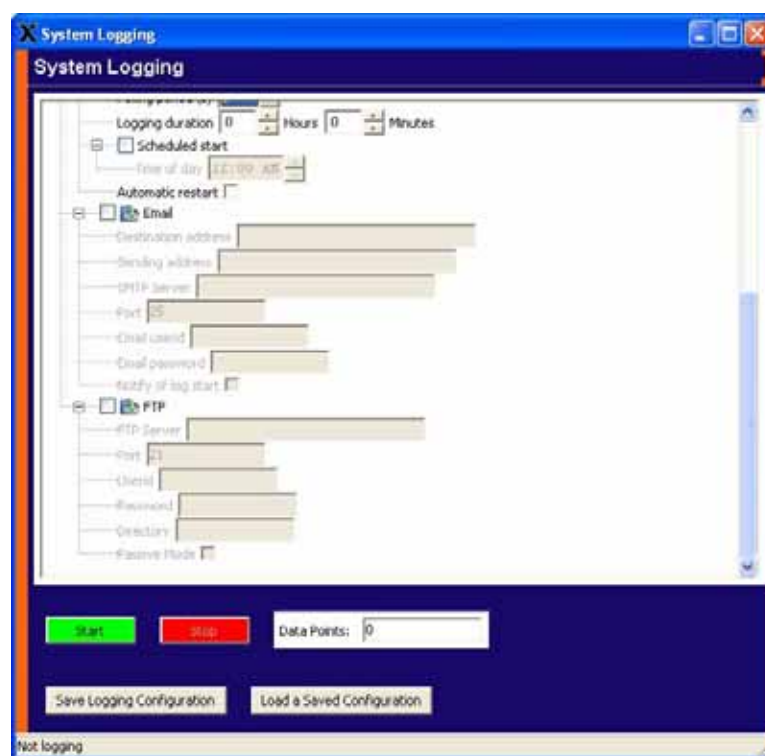 System Logging
System Logging
Logging duration 0 Hours 0 Minutes
Scheduled start
Time of day 12:00 AM
Automatic restart
Email
Destination address
Sending address
SMTP Server
Port 25
Email userid
Email password
Notify of log start
FTP
FTP Server
Port 21
Userid
Password
Directory
Passive Mode
Start Stop Data Points: 0
Save Logging Configuration Load a Saved Configuration
Not logging